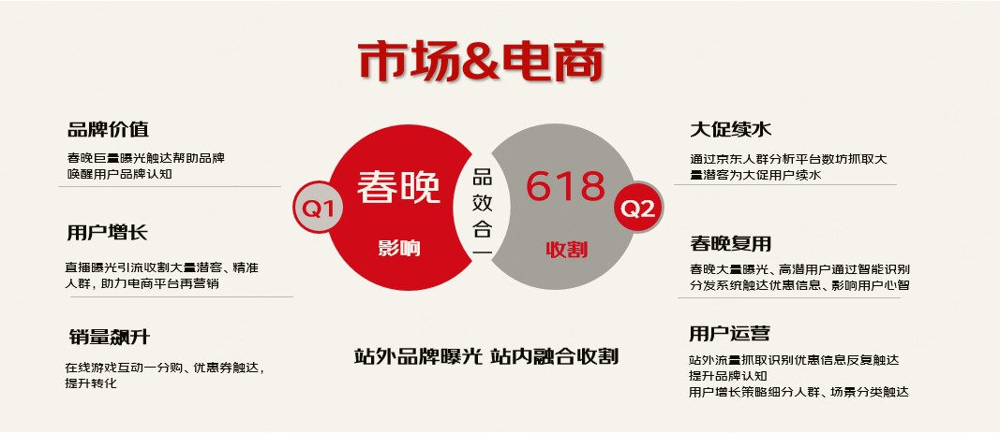 市场&电商
品牌价值
春晚巨量曝光触达帮助品牌
唤醒用户品牌认知
用户增长
直播曝光引流收割大量潜客、精准
人群，助力电商平台再营销
销量飙升
在线游戏互动一分购、优惠券触达，
提升转化
Q1
春晚
影响
品效合一
618
收割
Q2
站外品牌曝光 站内融合收割
大促续水
通过京东人群分析平台数坊抓取大
量潜客为大促用户续水
春晚复用
春晚大量曝光、高潜用户通过智能识别
分发系统触达优惠信息、影响用户心智
用户运营
站外流量抓取识别优惠信息反复触达
提升品牌认知
用户增长策略细分人群、场景分类触达